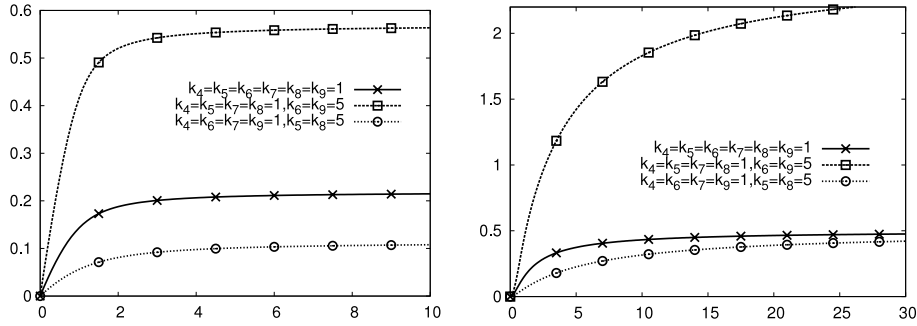 0.6
0.5
0.4
0.3
0.2
0.1
0
0 2 4 6 8 10
k4=k5=k6=k7=k8=k9=1
k4=k5=k7=k8=1,k6=k9=5
k4=k6=k7=k9=1,k5=k8=5
2
1.5
1
0.5
0
0 5 10 15 20 25 30
k4=k5=k6=k7=k8=k9=1
k4=k5=k7=k8=1,k6=k9=5
k4=k6=k7=k9=1,k5=k8=5